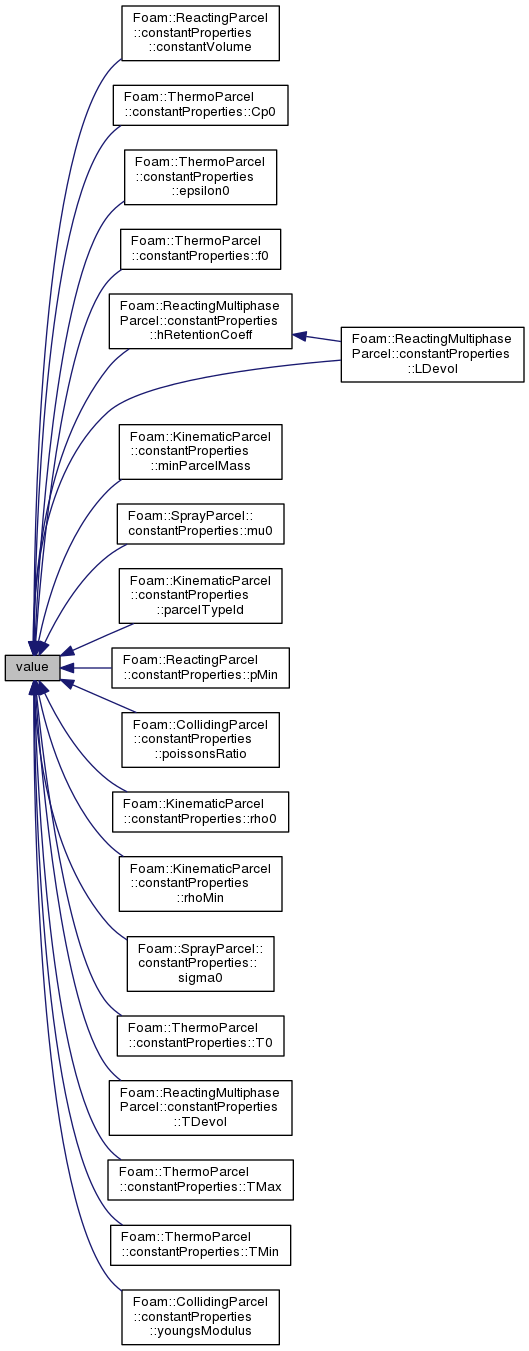 Foam::ReactingParcel
::constantProperties
::constantVolume
Foam::ThermoParcel
::constantProperties::Cp0
Foam::ThermoParcel
::constantProperties
::epsilon0
Foam::ThermoParcel
::constantProperties::f0
Foam::ReactingMultiphase
Parcel::constantProperties
::hRetentionCoeff
Foam::ReactingMultiphase
Parcel::constantProperties
::LDevol
Foam::KinematicParcel
::constantProperties
::minParcelMass
Foam::SprayParcel::
constantProperties::mu0
Foam::KinematicParcel
::constantProperties
::parcelTypeId
value
Foam::ReactingParcel
::constantProperties::pMin
Foam::CollidingParcel
::constantProperties
::poissonsRatio
Foam::KinematicParcel
::constantProperties::rho0
Foam::KinematicParcel
::constantProperties
::rhoMin
Foam::SprayParcel::
constantProperties::
sigma0
Foam::ThermoParcel
::constantProperties::T0
Foam::ReactingMultiphase
Parcel::constantProperties
::TDevol
Foam::ThermoParcel
::constantProperties::TMax
Foam::ThermoParcel
::constantProperties::TMin
Foam::CollidingParcel
::constantProperties
::youngsModulus